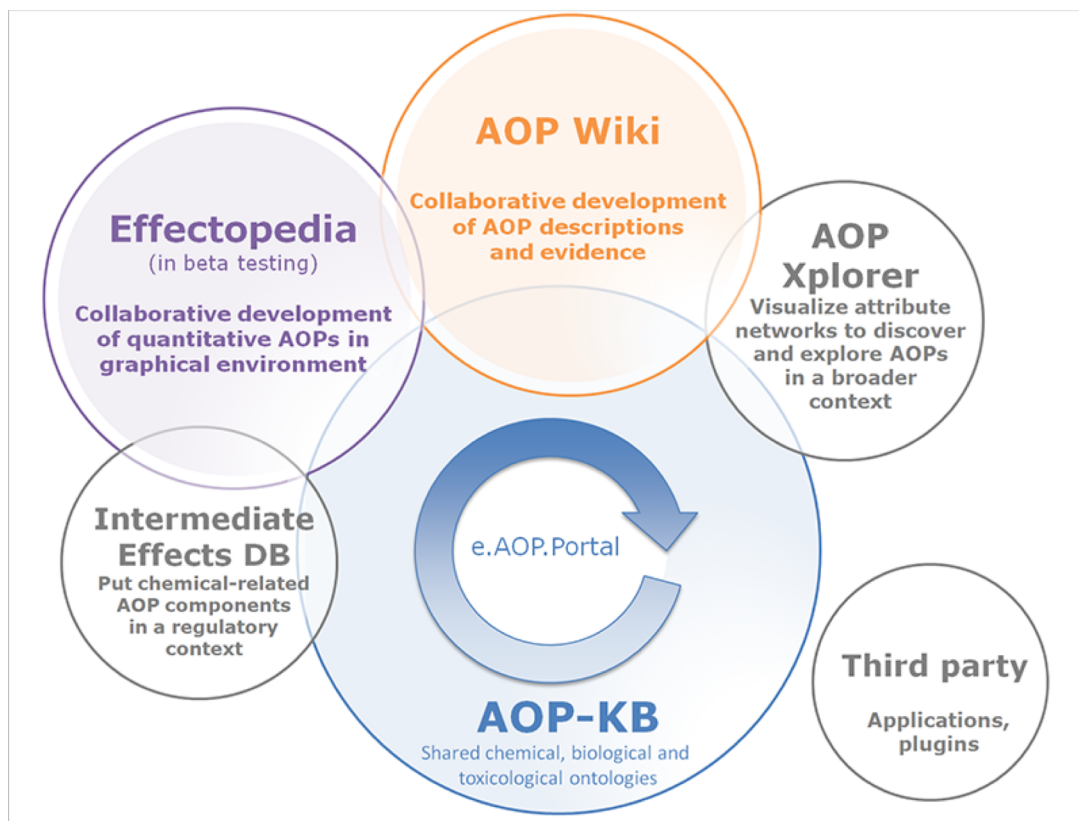 AOP Wiki
Collaborative development
of AOP descriptions
and evidence
Effectopedia
(in beta testing)
Collaborative development
of quantitative AOPs in
graphical environment
AOP
Xplorer
Visualize attribute
networks to discover
and explore AOPs
in a broader
context
Intermediate
Effects DB
Put chemical-related
AOP components
in a regulatory
context
e.AOP.Portal
AOP-KB
Shared chemical, biological and
toxicological ontologies
Third party
Applications,
plugins